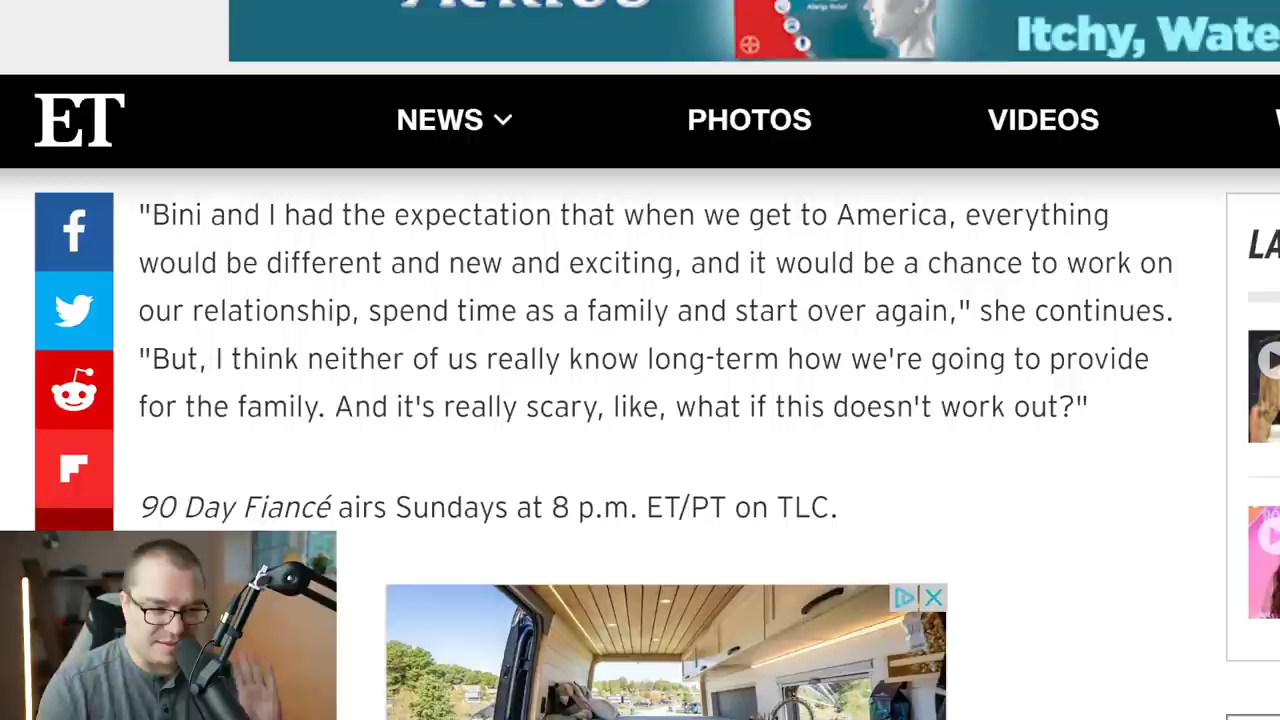 Itchy, Wate
ET
NEWS
PHOTOS
VIDEOS
"Bini and I had the expectation that when we get to America, everything
would be different and new and exciting, and it would be a chance to work on
our relationship, spend time as a family and start over again," she continues.
"But, I think neither of us really know long-term how we're going to provide
for the family. And it's really scary, like, what if this doesn't work out?"
LA
90 Day Fiancé airs Sundays at 8 p.m. ET/PT on TLC.